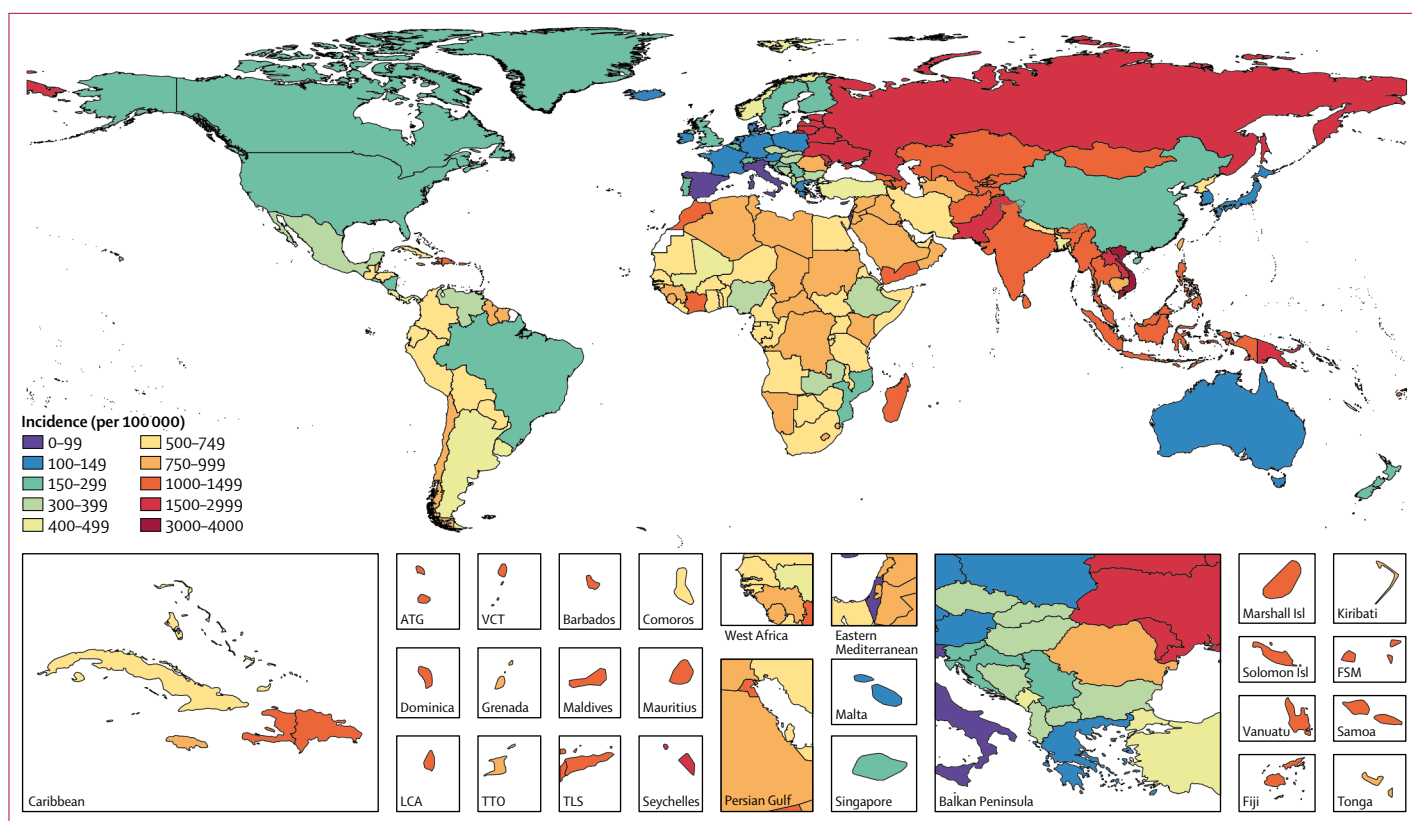 Incidence (per 100 000)
0–99
100–149
150–299
300–399
400–499
500–749
750–999
1000–1499
1500–2999
3000–4000
Caribbean
ATG
VCT
Barbados
Comoros
West Africa
Eastern
Mediterranean
Dominica
Grenada
Maldives
Mauritius
Malta
LCA
TTO
TLS
Seychelles
Persian Gulf
Singapore
Balkan Peninsula
Marshall Isl
Kiribati
Solomon Isl
FSM
Vanuatu
Samoa
Fiji
Tonga